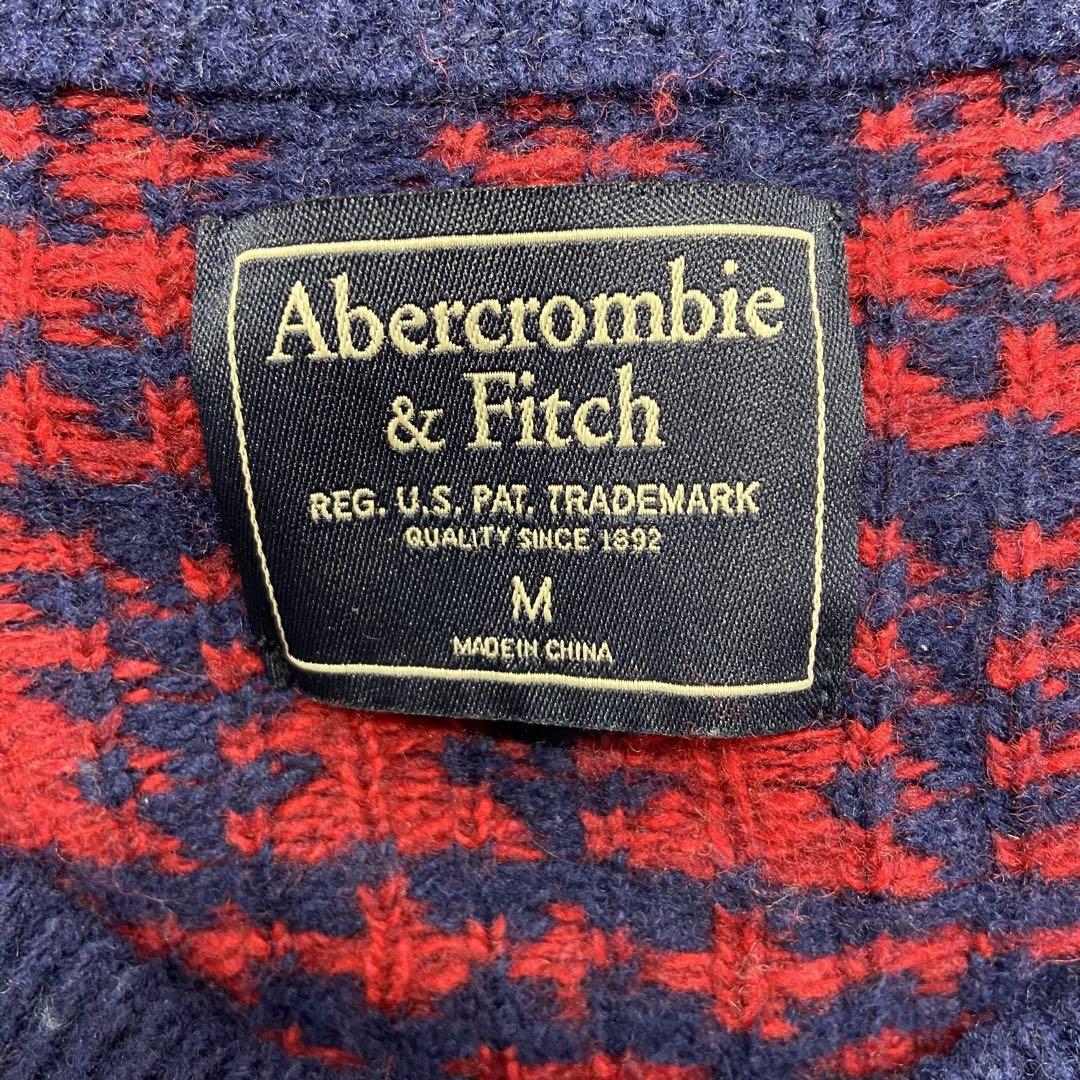 Abercrombie
& Fitch
REG. U.S. PAT. TRADEMARK
QUALITY SINCE 1892
M
MADE IN CHINA